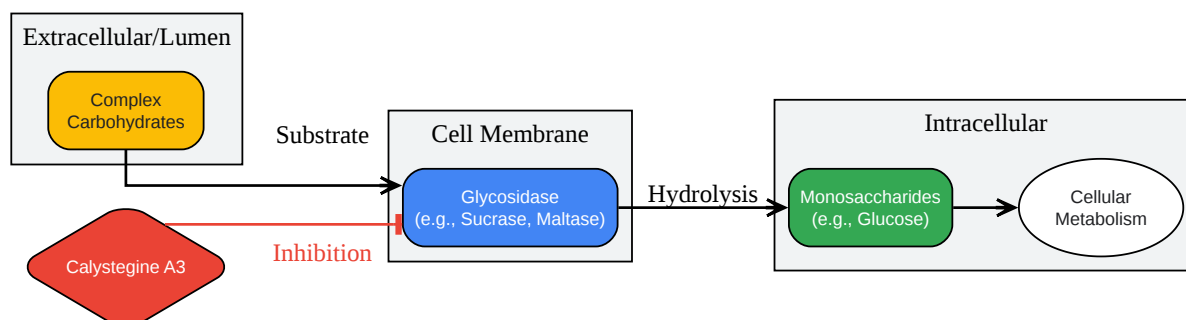 Extracellular/Lumen
Complex
Carbohydrates
Substrate
Cell Membrane
Glycosidase
(e.g., Sucrase, Maltase)
Hydrolysis
Intracellular
Monosaccharides
(e.g., Glucose)
Cellular
Metabolism
Inhibition
Calystegine A3